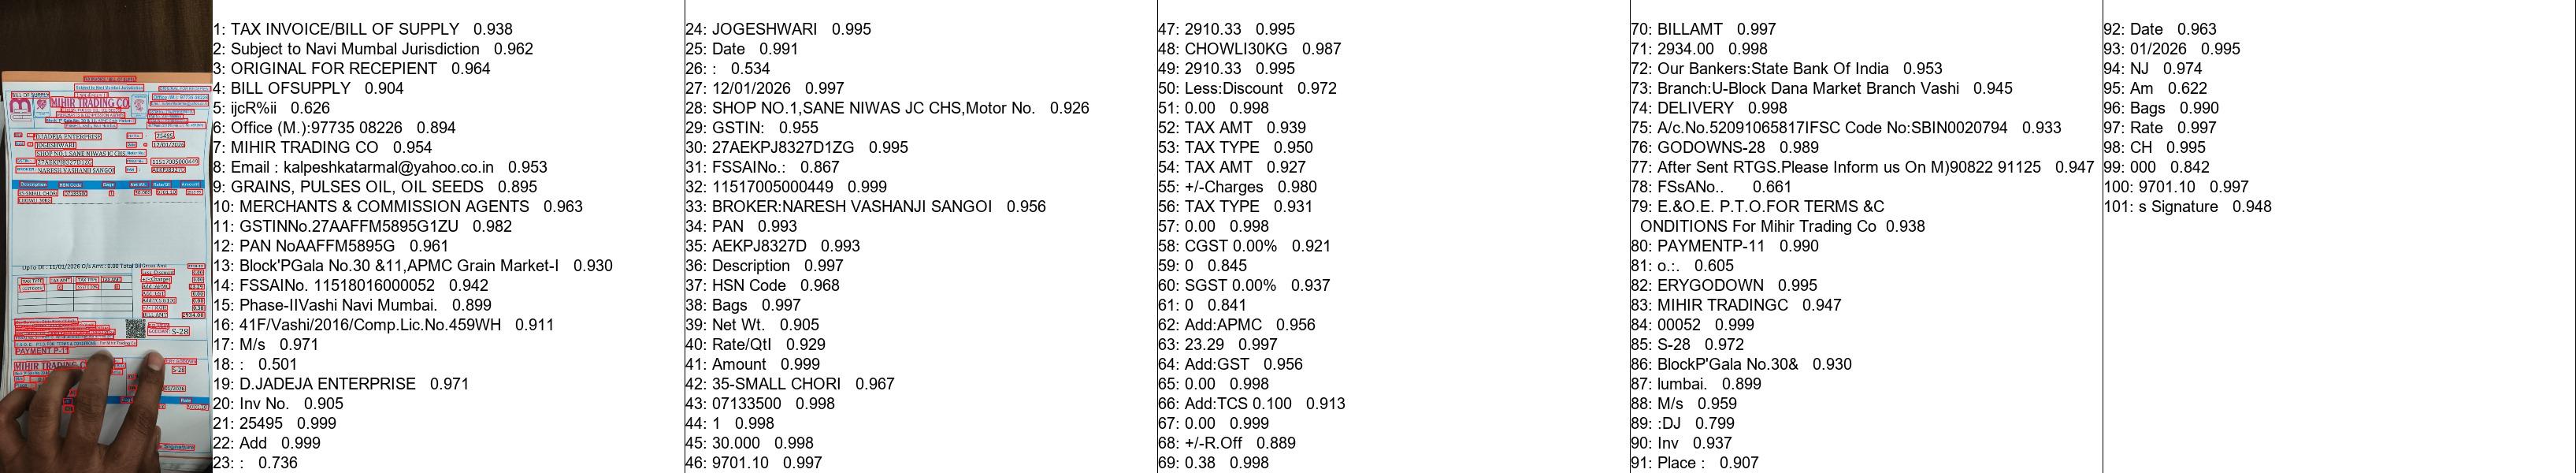 MIHIR TRADING CO.
PAYMENT P-11
1: TAX INVOICE/BILL OF SUPPLY 0.938
2: Subject to Navi Mumbal Jurisdiction 0.962
3: ORIGINAL FOR RECEPIENT 0.964
4: BILL OFSUPPLY 0.904
5: ijcR%ii 0.626
6: Office (M.):97735 08226 0.894
7: MIHIR TRADING CO 0.954
8: Email : kalpeshkatarmal@yahoo.co.in 0.953
9: GRAINS, PULSES OIL, OIL SEEDS 0.895
10: MERCHANTS & COMMISSION AGENTS 0.963
11: GSTINNo.27AAFFM5895G1ZU 0.982
12: PAN NoAAFFM5895G 0.961
13: Block'PGala No.30 &11,APMC Grain Market-I 0.930
14: FSSAINo. 11518016000052 0.942
15: Phase-IIVashi Navi Mumbai. 0.899
16: 41F/Vashi/2016/Comp.Lic.No.459WH 0.911
17: M/s 0.971
18: : 0.501
19: D.JADEJA ENTERPRISE 0.971
20: Inv No. 0.905
21: 25495 0.999
22: Add 0.999
23: : 0.736
24: JOGESHWARI 0.995
25: Date 0.991
26: : 0.534
27: 12/01/2026 0.997
28: SHOP NO.1,SANE NIWAS JC CHS,Motor No. 0.926
29: GSTIN: 0.955
30: 27AEKPJ8327D1ZG 0.995
31: FSSAINo.: 0.867
32: 11517005000449 0.999
33: BROKER:NARESH VASHANJI SANGOI 0.956
34: PAN 0.993
35: AEKPJ8327D 0.993
36: Description 0.997
37: HSN Code 0.968
38: Bags 0.997
39: Net Wt. 0.905
40: Rate/QtI 0.929
41: Amount 0.999
42: 35-SMALL CHORI 0.967
43: 07133500 0.998
44: 1 0.998
45: 30.000 0.998
46: 9701.10 0.997
47: 2910.33 0.995
48: CHOWLI30KG 0.987
49: 2910.33 0.995
50: Less:Discount 0.972
51: 0.00 0.998
52: TAX AMT 0.939
53: TAX TYPE 0.950
54: TAX AMT 0.927
55: +/-Charges 0.980
56: TAX TYPE 0.931
57: 0.00 0.998
58: CGST 0.00% 0.921
59: 0 0.845
60: SGST 0.00% 0.937
61: 0 0.841
62: Add:APMC 0.956
63: 23.29 0.997
64: Add:GST 0.956
65: 0.00 0.998
66: Add:TCS 0.100 0.913
67: 0.00 0.999
68: +/-R.Off 0.889
69: 0.38 0.998
70: BILLAMT 0.997
71: 2934.00 0.998
72: Our Bankers:State Bank Of India 0.953
73: Branch:U-Block Dana Market Branch Vashi 0.945
74: DELIVERY 0.998
75: A/c.No.52091065817IFSC Code No:SBIN0020794 0.933
76: GODOWNS-28 0.989
77: After Sent RTGS.Please Inform us On M)90822 91125 0.947
78: FSsANo.. 0.661
79: E.&O.E. P.T.O.FOR TERMS &C
ONDITIONS For Mihir Trading Co 0.938
80: PAYMENTP-11 0.990
81: o.:. 0.605
82: ERYGODOWN 0.995
83: MIHIR TRADINGC 0.947
84: 00052 0.999
85: S-28 0.972
86: BlockP'Gala No.30& 0.930
87: lumbai. 0.899
88: M/s 0.959
89: :DJ 0.799
90: Inv 0.937
91: Place : 0.907
92: Date 0.963
93: 01/2026 0.995
94: NJ 0.974
95: Am 0.622
96: Bags 0.990
97: Rate 0.997
98: CH 0.995
99: 000 0.842
100: 9701.10 0.997
101: s Signature 0.948